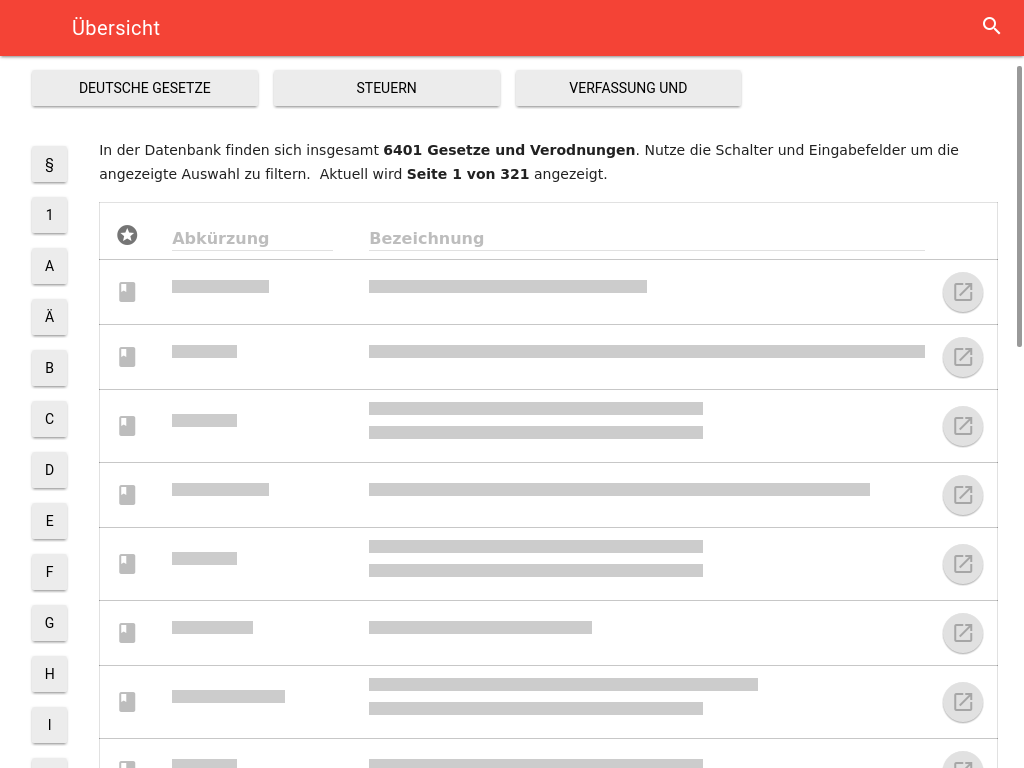 Übersicht
DEUTSCHE GESETZE
STEUERN
VERFASSUNG UND
In der Datenbank finden sich insgesamt 6401 Gesetze und Verodnungen. Nutze die Schalter und Eingabefelder um die
angezeigte Auswahl zu filtern. Aktuell wird Seite 1 von 321 angezeigt.
§
1
A
Ä
B
C
D
E
F
G
H
I
Abkürzung
Bezeichnung